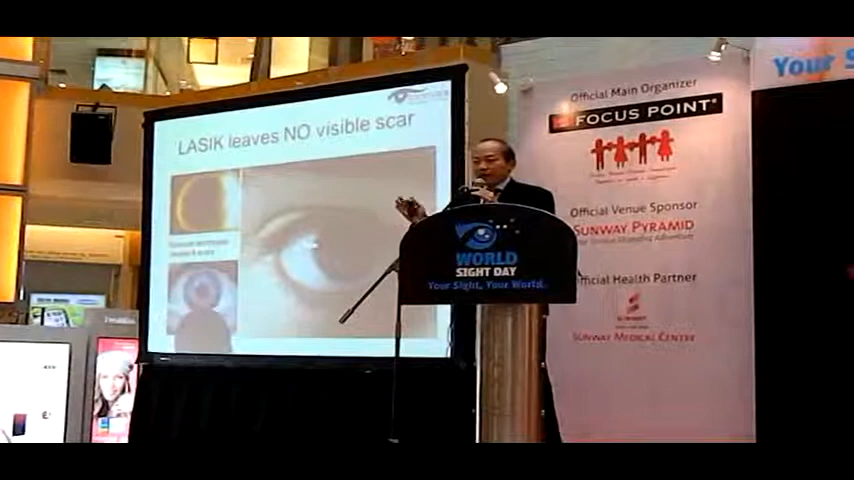 LASIK leaves NO visible scar
WORLD
SIGHT DAY
Your Sight, Your World.
Official Main Organizer
FOCUS POINT®
Official Venue Sponsor
SUNWAY PYRAMID
Official Health Partner
SUNWAY MEDICAL CENTRE
Your S